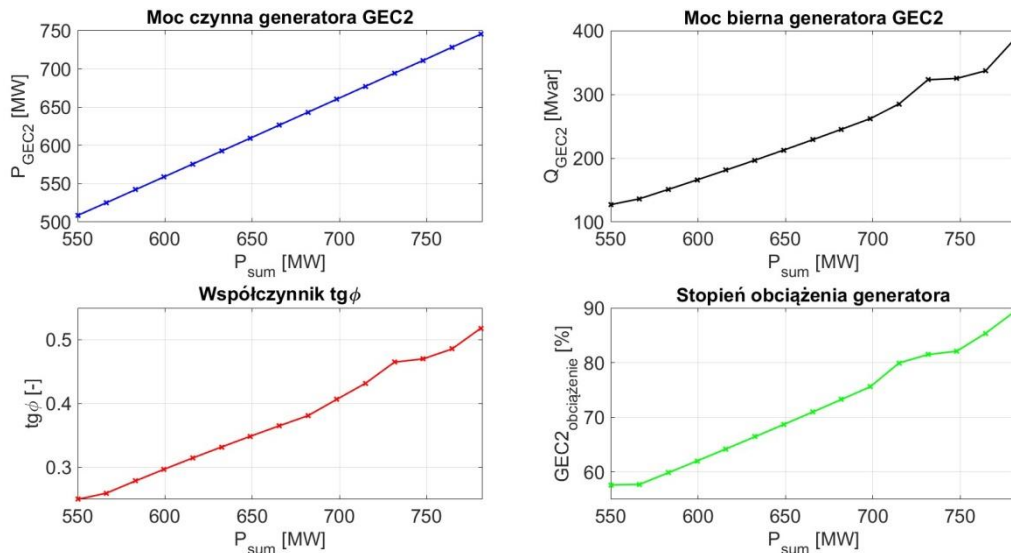 Moc czynna generatora GEC2
750
700
650
600
550
500
P_GEC2 [MW]
550 600 650 700 750
P_sum [MW]
Moc bierna generatora GEC2
400
300
200
100
Q_GEC2 [Mvar]
550 600 650 700 750
P_sum [MW]
Współczynnik tgϕ
0.5
0.4
0.3
tgϕ [-]
550 600 650 700 750
P_sum [MW]
Stopień obciążenia generatora
90
80
70
60
GEC2_obciążenie [%]
550 600 650 700 750
P_sum [MW]